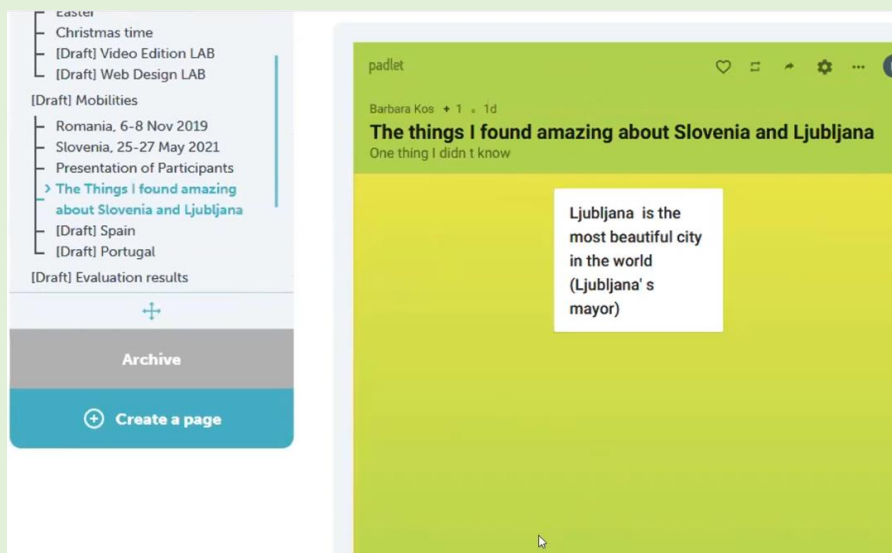 Easter
Christmas time
[Draft] Video Edition LAB
[Draft] Web Design LAB
[Draft] Mobilities
Romania, 6-8 Nov 2019
Slovenia, 25-27 May 2021
Presentation of Participants
The Things I found amazing
about Slovenia and Ljubljana
[Draft] Spain
[Draft] Portugal
[Draft] Evaluation results
Archive
Create a page
padlet
Barbara Kos + 1 • 1d
The things I found amazing about Slovenia and Ljubljana
One thing I didn t know
Ljubljana is the
most beautiful city
in the world
(Ljubljana' s
mayor)